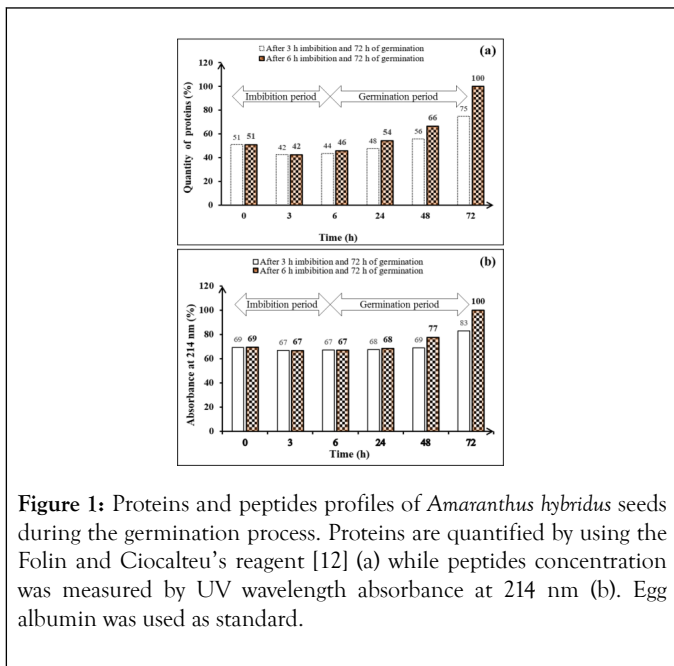 After 3 h imbibition and 72 h of germination
(a)
After 6 h imbibition and 72 h of germination
120
100
80
60
40
20
0
Quantity of proteins (%)
Imbibition period
Germination period
51 51 42 42 44 46 48 54 56 66 75 100
0 3 6 24 48 72
Time (h)
After 3 h imbibition and 72 h of germination
(b)
After 6 h imbibition and 72 h of germination
120
100
80
60
40
20
0
Absorbance at 214 nm (%)
Imbibition period
Germination period
69 69 67 67 67 67 68 68 69 77 83 100
0 3 6 24 48 72
Time (h)
Figure 1: Proteins and peptides profiles of Amaranthus hybridus seeds
during the germination process. Proteins are quantified by using the
Folin and Ciocalteu's reagent [12] (a) while peptides concentration
was measured by UV wavelength absorbance at 214 nm (b). Egg
albumin was used as standard.